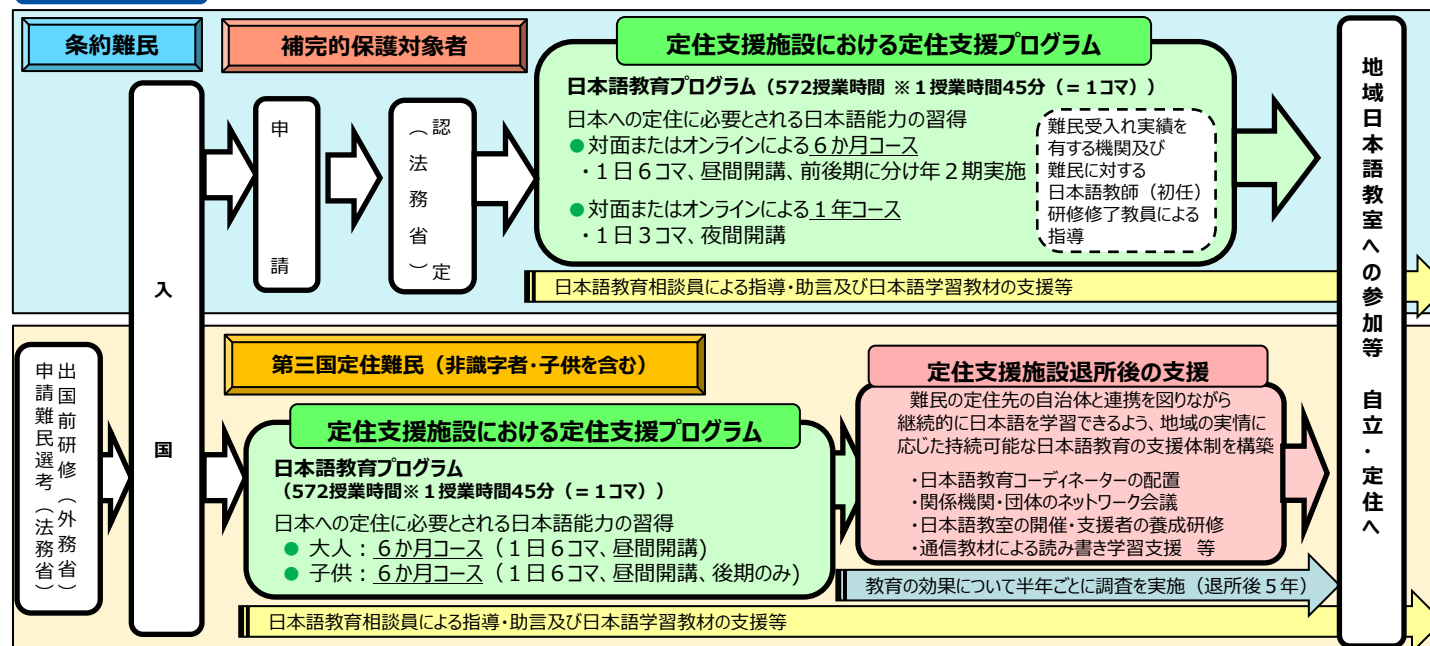 条約難民
補完的保護対象者
入国
申請
認定
（法務省）
定住支援施設における定住支援プログラム
日本語教育プログラム（572授業時間 ※１授業時間45分（＝１コマ））
日本への定住に必要とされる日本語能力の習得
●対面またはオンラインによる６か月コース
・１日６コマ、昼間開講、前後期に分け年２期実施
●対面またはオンラインによる１年コース
・１日３コマ、夜間開講
難民受入れ実績を
有する機関及び
難民に対する
日本語教師（初任）
研修修了教員による
指導
日本語教育相談員による指導・助言及び日本語学習教材の支援等
地域日本語教室への参加等　自立・定住へ
出国前研修（外務省）
申請難民選考（法務省）
第三国定住難民（非識字者・子供を含む）
定住支援施設における定住支援プログラム
日本語教育プログラム
（572授業時間※１授業時間45分（＝１コマ））
日本への定住に必要とされる日本語能力の習得
● 大人：６か月コース（１日６コマ、昼間開講)
● 子供：６か月コース（１日６コマ、昼間開講、後期のみ)
定住支援施設退所後の支援
難民の定住先の自治体と連携を図りながら
継続的に日本語を学習できるよう、地域の実情に
応じた持続可能な日本語教育の支援体制を構築
・日本語教育コーディネーターの配置
・関係機関・団体のネットワーク会議
・日本語教室の開催・支援者の養成研修
・通信教材による読み書き学習支援　等
教育の効果について半年ごとに調査を実施（退所後５年）
日本語教育相談員による指導・助言及び日本語学習教材の支援等